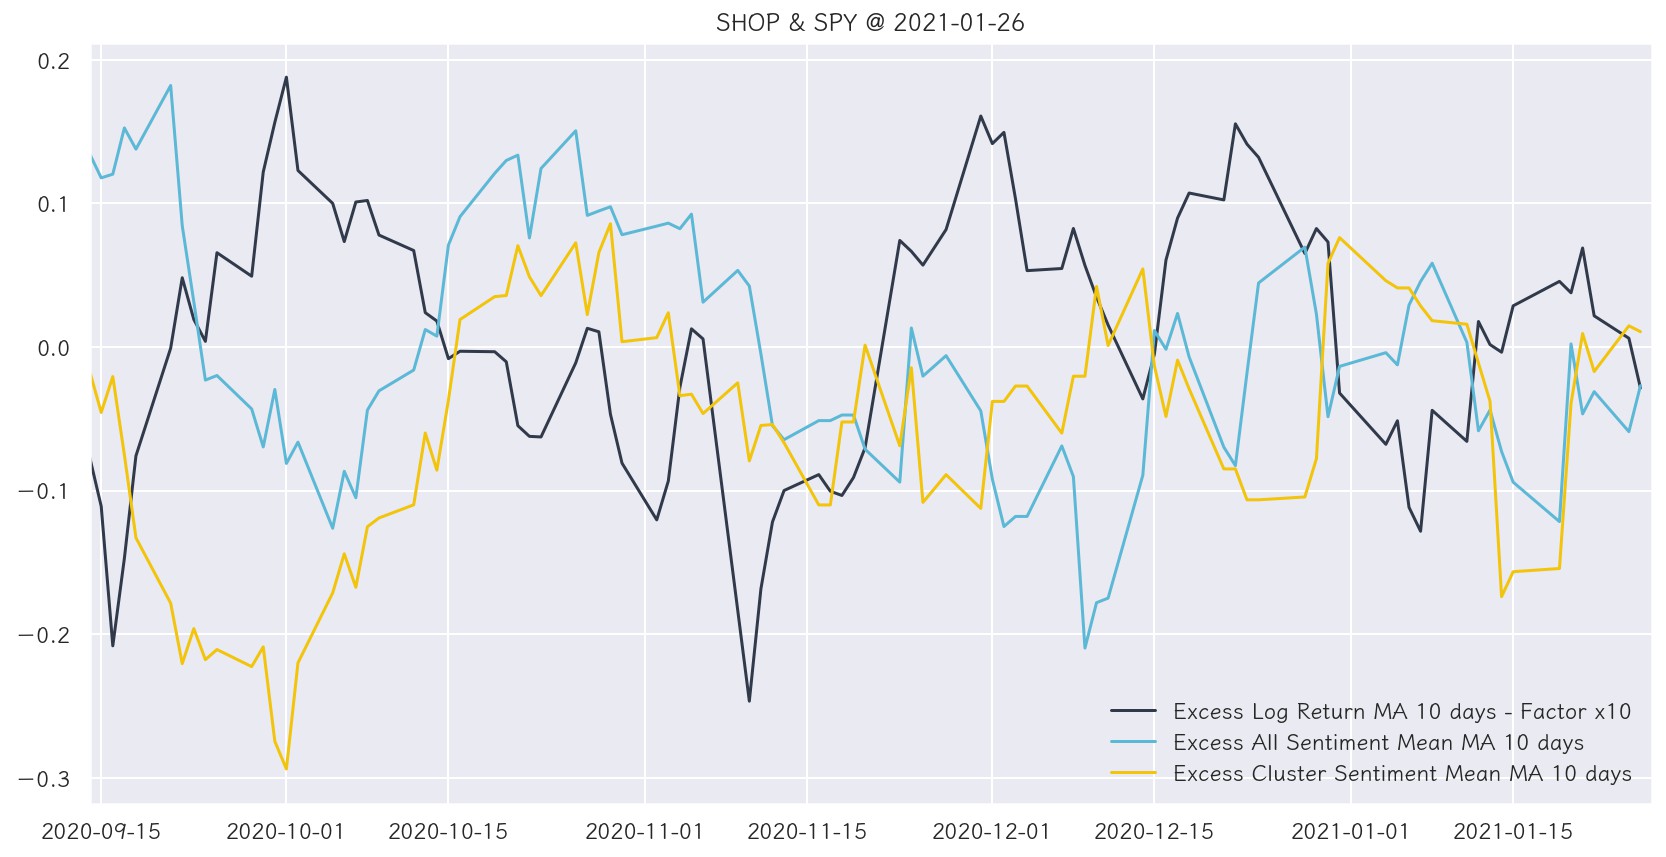 SHOP & SPY @ 2021-01-26
0.2
0.1
0.0
−0.1
−0.2
−0.3
Excess Log Return MA 10 days - Factor x10
Excess All Sentiment Mean MA 10 days
Excess Cluster Sentiment Mean MA 10 days
2020-09-15 2020-10-01 2020-10-15 2020-11-01 2020-11-15 2020-12-01 2020-12-15 2021-01-01 2021-01-15